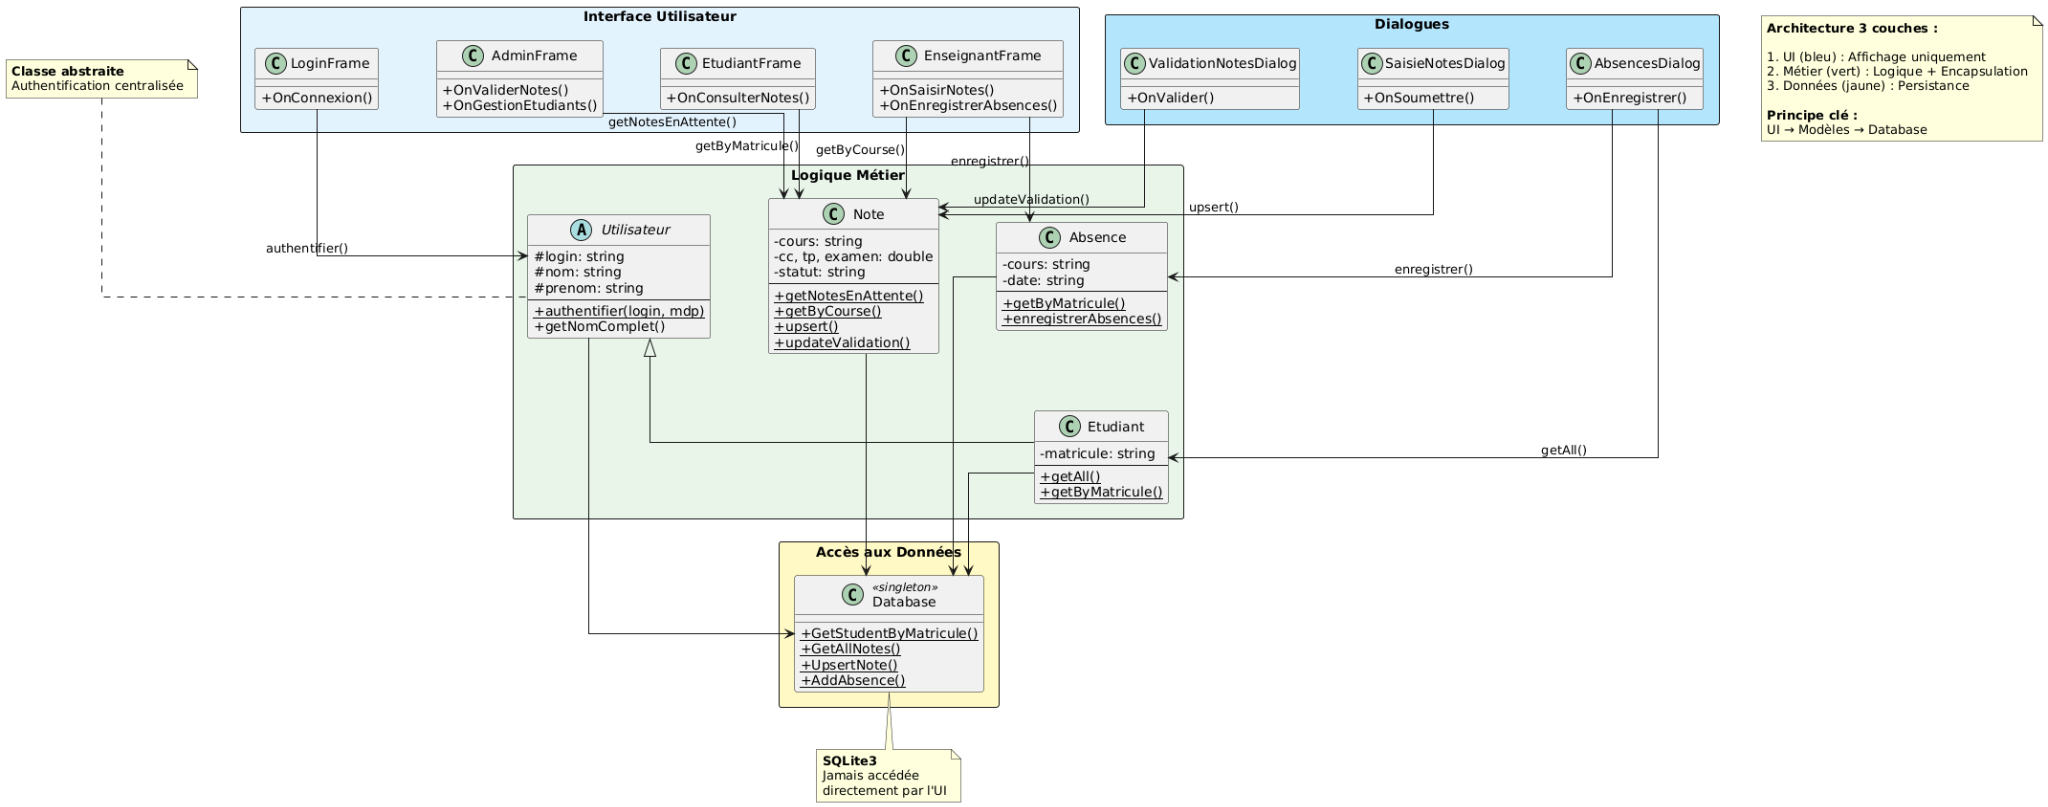 Interface Utilisateur
LoginFrame
+OnConnexion()
AdminFrame
+OnValiderNotes()
+OnGestionEtudiants()
EtudiantFrame
+OnConsulterNotes()
EnseignantFrame
+OnSaisirNotes()
+OnEnregistrerAbsences()
Dialogues
ValidationNotesDialog
+OnValider()
SaisieNotesDialog
+OnSoumettre()
AbsencesDialog
+OnEnregistrer()
Architecture 3 couches :
1. UI (bleu) : Affichage uniquement
2. Métier (vert) : Logique + Encapsulation
3. Données (jaune) : Persistance
Principe clé :
UI → Modèles → Database
Classe abstraite
Authentification centralisée
getNotesEnAttente()
getByMatricule()
getByCourse()
enregistrer()
updateValidation()
upsert()
authentifier()
enregistrer()
getAll()
Logique Métier
Utilisateur
#login: string
#nom: string
#prenom: string
+authentifier(login, mdp)
+getNomComplet()
Note
-cours: string
-cc, tp, examen: double
-statut: string
+getNotesEnAttente()
+getByCourse()
+upsert()
+updateValidation()
Absence
-cours: string
-date: string
+getByMatricule()
+enregistrerAbsences()
Etudiant
-matricule: string
+getAll()
+getByMatricule()
Accès aux Données
«singleton»
Database
+GetStudentByMatricule()
+GetAllNotes()
+UpsertNote()
+AddAbsence()
SQLite3
Jamais accédée
directement par l'UI